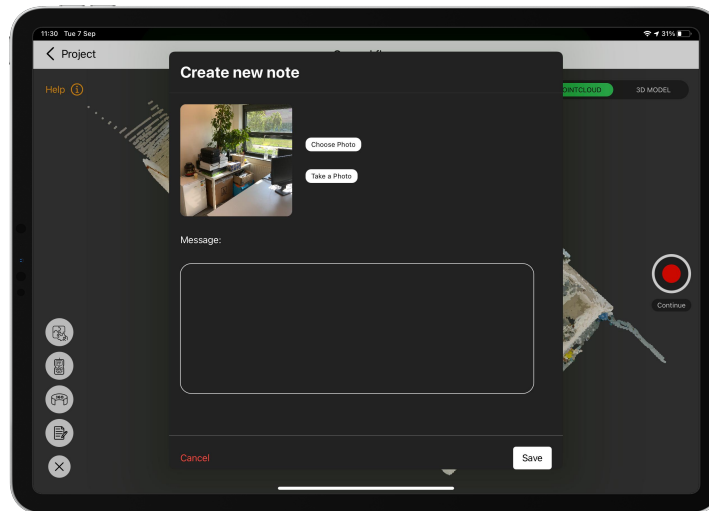 11:30 Tue 7 Sep
31%
Project
Create new note
Help
POINTCLOUD
3D MODEL
Choose Photo
Take a Photo
Message:
Continue
Cancel
Save